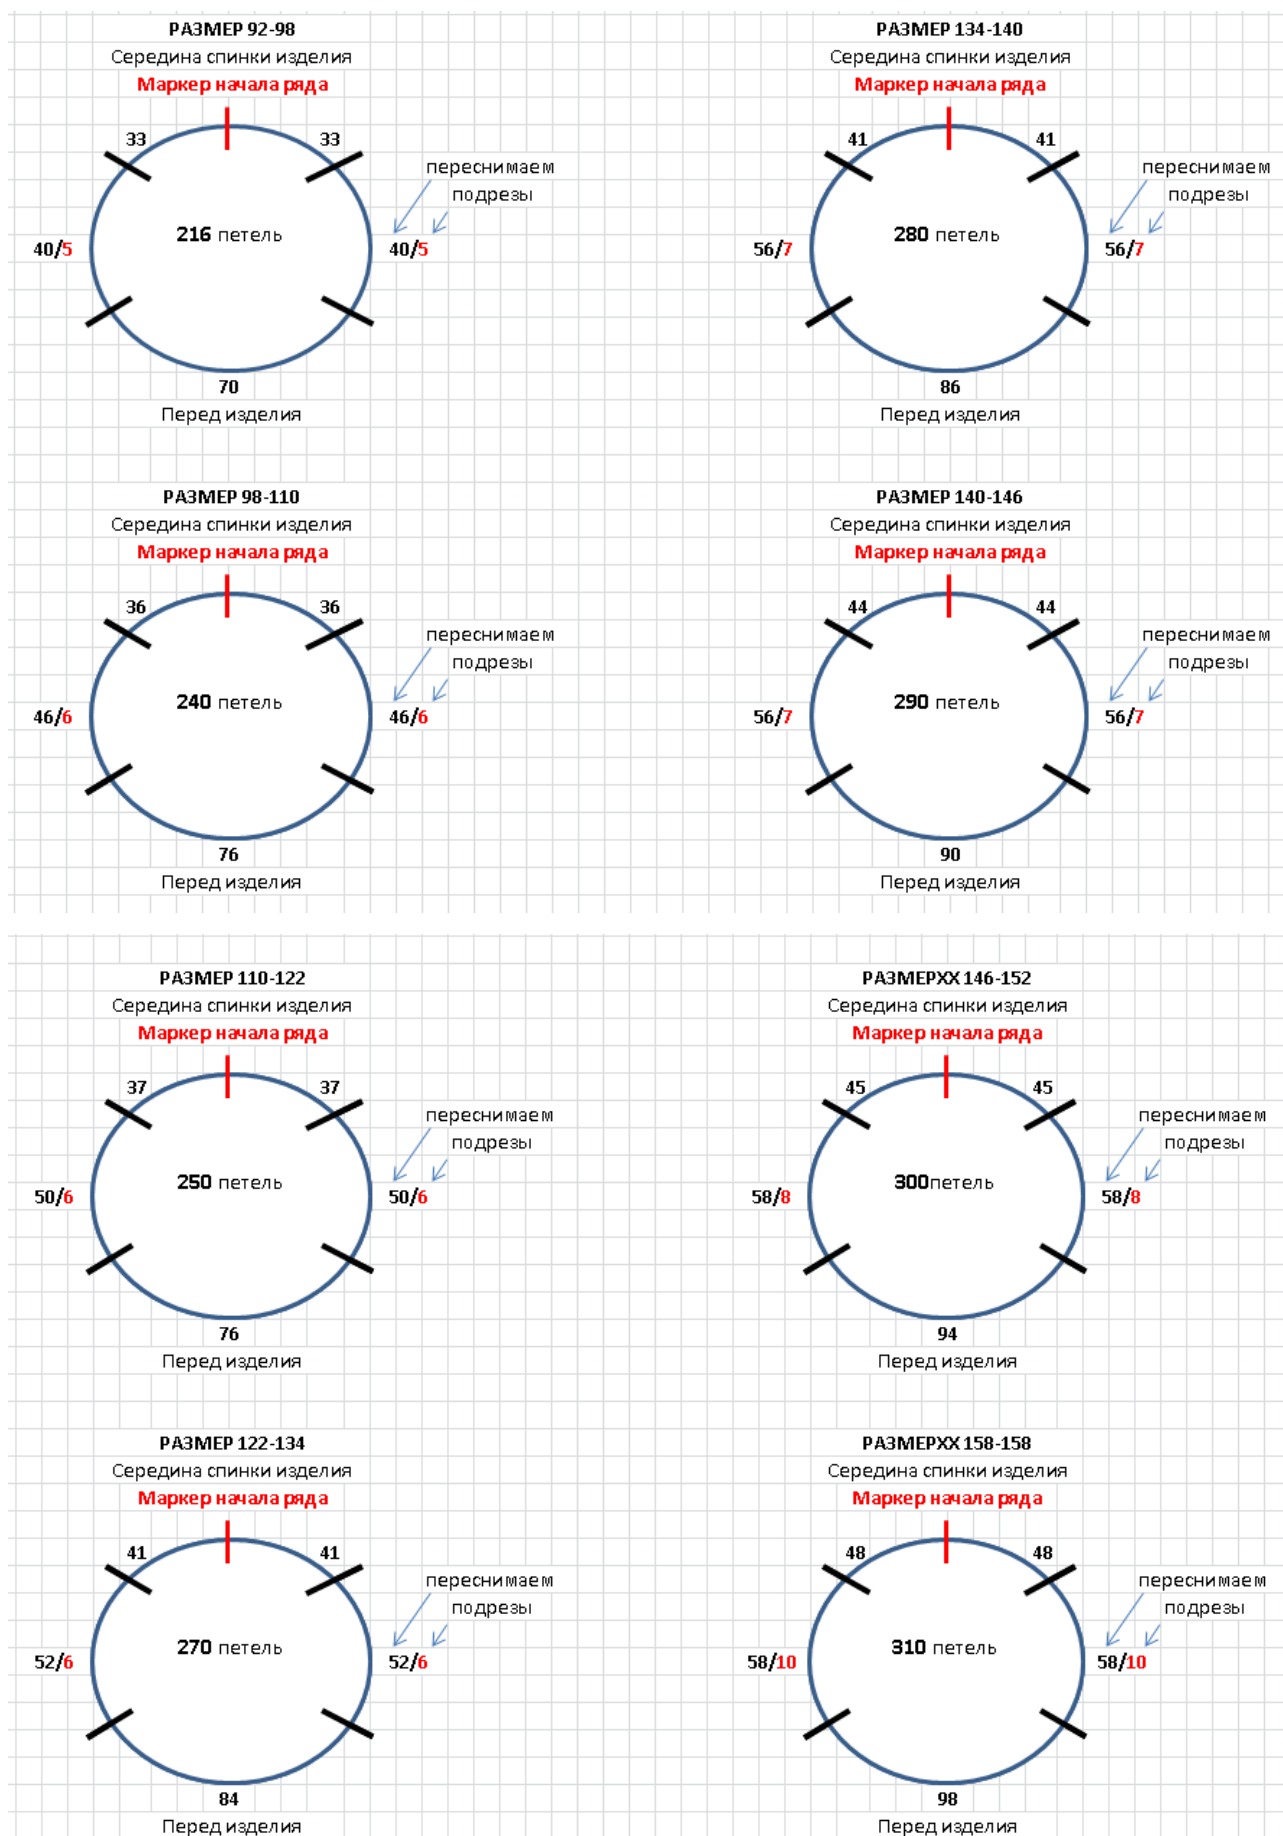 РАЗМЕР 92-98
Середина спинки изделия
Маркер начала ряда
33 33
переснимаем
подрезы
216 петель
40/5 40/5
70
Перед изделия
РАЗМЕР 134-140
Середина спинки изделия
Маркер начала ряда
41 41
переснимаем
подрезы
280 петель
56/7 56/7
86
Перед изделия
РАЗМЕР 98-110
Середина спинки изделия
Маркер начала ряда
36 36
переснимаем
подрезы
240 петель
46/6 46/6
76
Перед изделия
РАЗМЕР 140-146
Середина спинки изделия
Маркер начала ряда
44 44
переснимаем
подрезы
290 петель
56/7 56/7
90
Перед изделия
РАЗМЕР 110-122
Середина спинки изделия
Маркер начала ряда
37 37
переснимаем
подрезы
250 петель
50/6 50/6
76
Перед изделия
РАЗМЕРХХ 146-152
Середина спинки изделия
Маркер начала ряда
45 45
переснимаем
подрезы
300петель
58/8 58/8
94
Перед изделия
РАЗМЕР 122-134
Середина спинки изделия
Маркер начала ряда
41 41
переснимаем
подрезы
270 петель
52/6 52/6
84
Перед изделия
РАЗМЕРХХ 158-158
Середина спинки изделия
Маркер начала ряда
48 48
переснимаем
подрезы
310 петель
58/10 58/10
98
Перед изделия